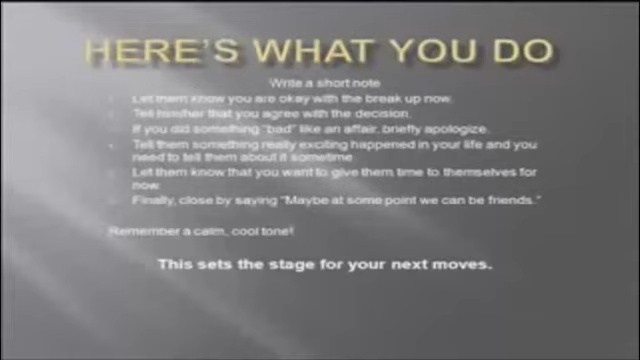 HERE'S WHAT YOU DO
Write a short note
Let them know you are okay with the break up now.
Tell him/her that you agree with the decision.
If you did something "bad" like an affair, briefly apologize.
Tell them something really exciting happened in your life and you
need to tell them about it sometime
Let them know that you want to give them time to themselves for
now.
Finally, close by saying "Maybe at some point we can be friends."
Remember a calm, cool tone!
This sets the stage for your next moves.